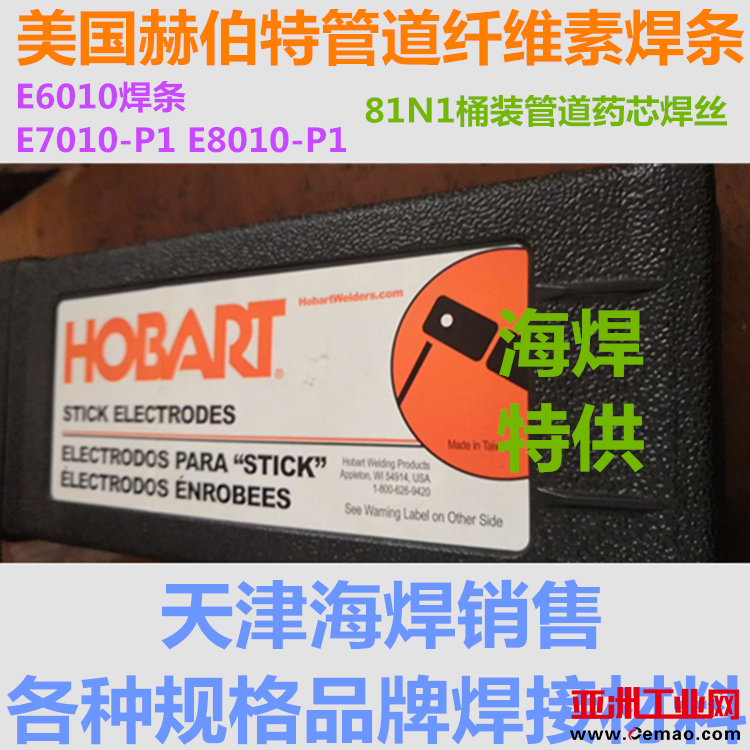 美国赫伯特管道纤维素焊条
E6010焊条
E7010-P1 E8010-P1
81N1桶装管道药芯焊丝
HobartWelders.com
HOBART®
海焊
特供
STICK ELECTRODES
Made in
ELECTRODOS PARA “STICK”
ÉLECTRODOS ÉNROBEES
Hobart Welding Products
Appleton, WI 54914, USA
1-800-626-9420
See Warning Label on Other Side
天津海焊销售
各种规格品牌焊接材料
亚洲工业网
www.Cemao.com